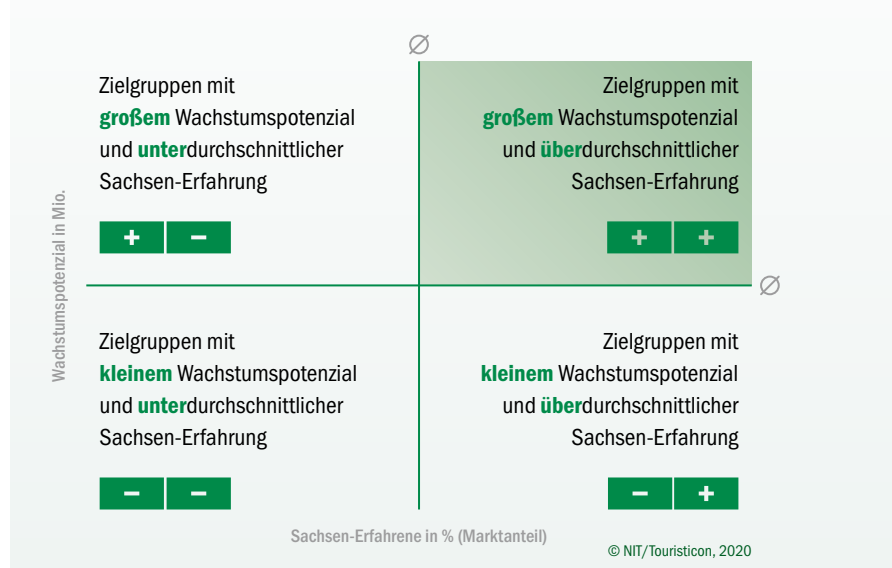 ∅
Zielgruppen mit
großem Wachstumspotenzial
und unterdurchschnittlicher
Sachsen-Erfahrung
+ −
Zielgruppen mit
großem Wachstumspotenzial
und überdurchschnittlicher
Sachsen-Erfahrung
+ +
∅
Wachstumspotenzial in Mio.
Zielgruppen mit
kleinem Wachstumspotenzial
und unterdurchschnittlicher
Sachsen-Erfahrung
− −
Zielgruppen mit
kleinem Wachstumspotenzial
und überdurchschnittlicher
Sachsen-Erfahrung
− +
Sachsen-Erfahrene in % (Marktanteil)
© NIT/Touristicon, 2020